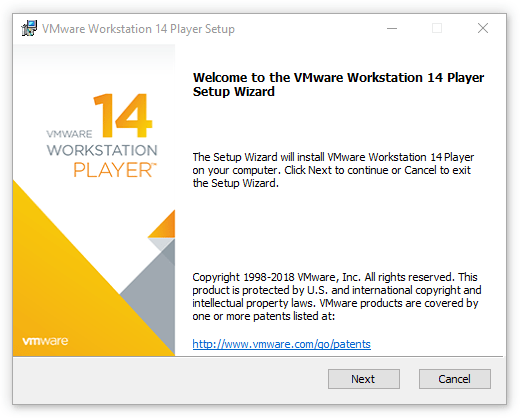 VMware Workstation 14 Player Setup
VMWARE 14
WORKSTATION
PLAYER™
vmware
Welcome to the VMware Workstation 14 Player
Setup Wizard
The Setup Wizard will install VMware Workstation 14 Player
on your computer. Click Next to continue or Cancel to exit
the Setup Wizard.
Copyright 1998-2018 VMware, Inc. All rights reserved. This
product is protected by U.S. and international copyright and
intellectual property laws. VMware products are covered by
one or more patents listed at:
http://www.vmware.com/go/patents
Next
Cancel